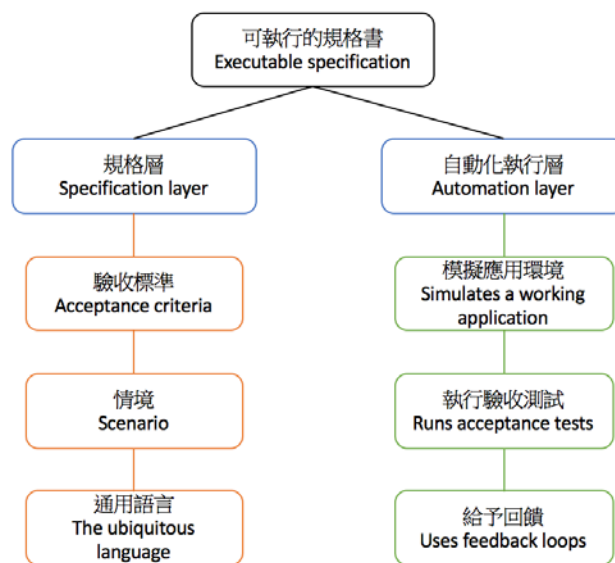 可執行的規格書
Executable specification
規格層
Specification layer
自動化執行層
Automation layer
驗收標準
Acceptance criteria
模擬應用環境
Simulates a working
application
情境
Scenario
執行驗收測試
Runs acceptance tests
通用語言
The ubiquitous
language
給予回饋
Uses feedback loops